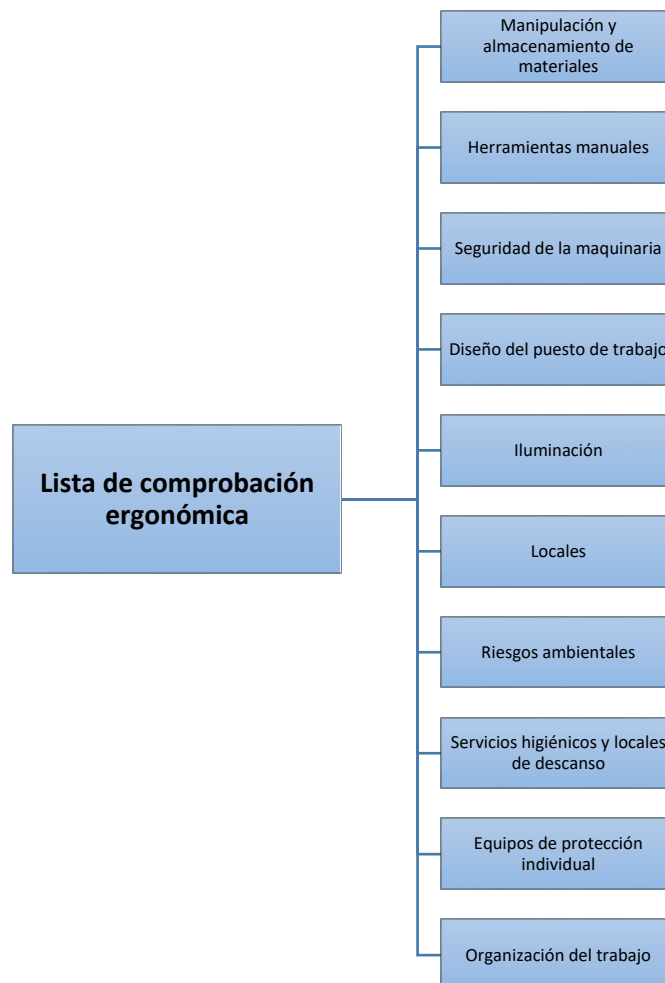 Manipulación y
almacenamiento de
materiales
Herramientas manuales
Seguridad de la maquinaria
Diseño del puesto de trabajo
Lista de comprobación
ergonómica
Iluminación
Locales
Riesgos ambientales
Servicios higiénicos y locales
de descanso
Equipos de protección
individual
Organización del trabajo